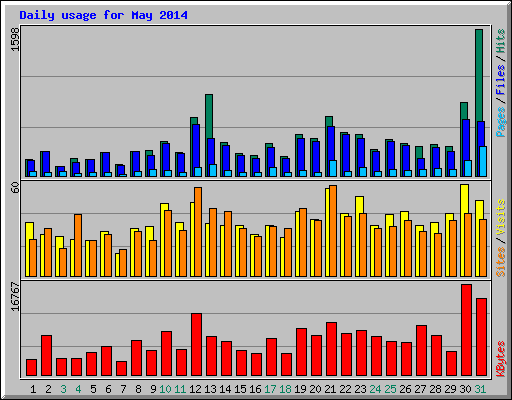 Daily usage for May 2014
1598
Pages / Files / Hits
60
Sites / Visits
16767
KBytes
1 2 3 4 5 6 7 8 9 10 11 12 13 14 15 16 17 18 19 20 21 22 23 24 25 26 27 28 29 30 31